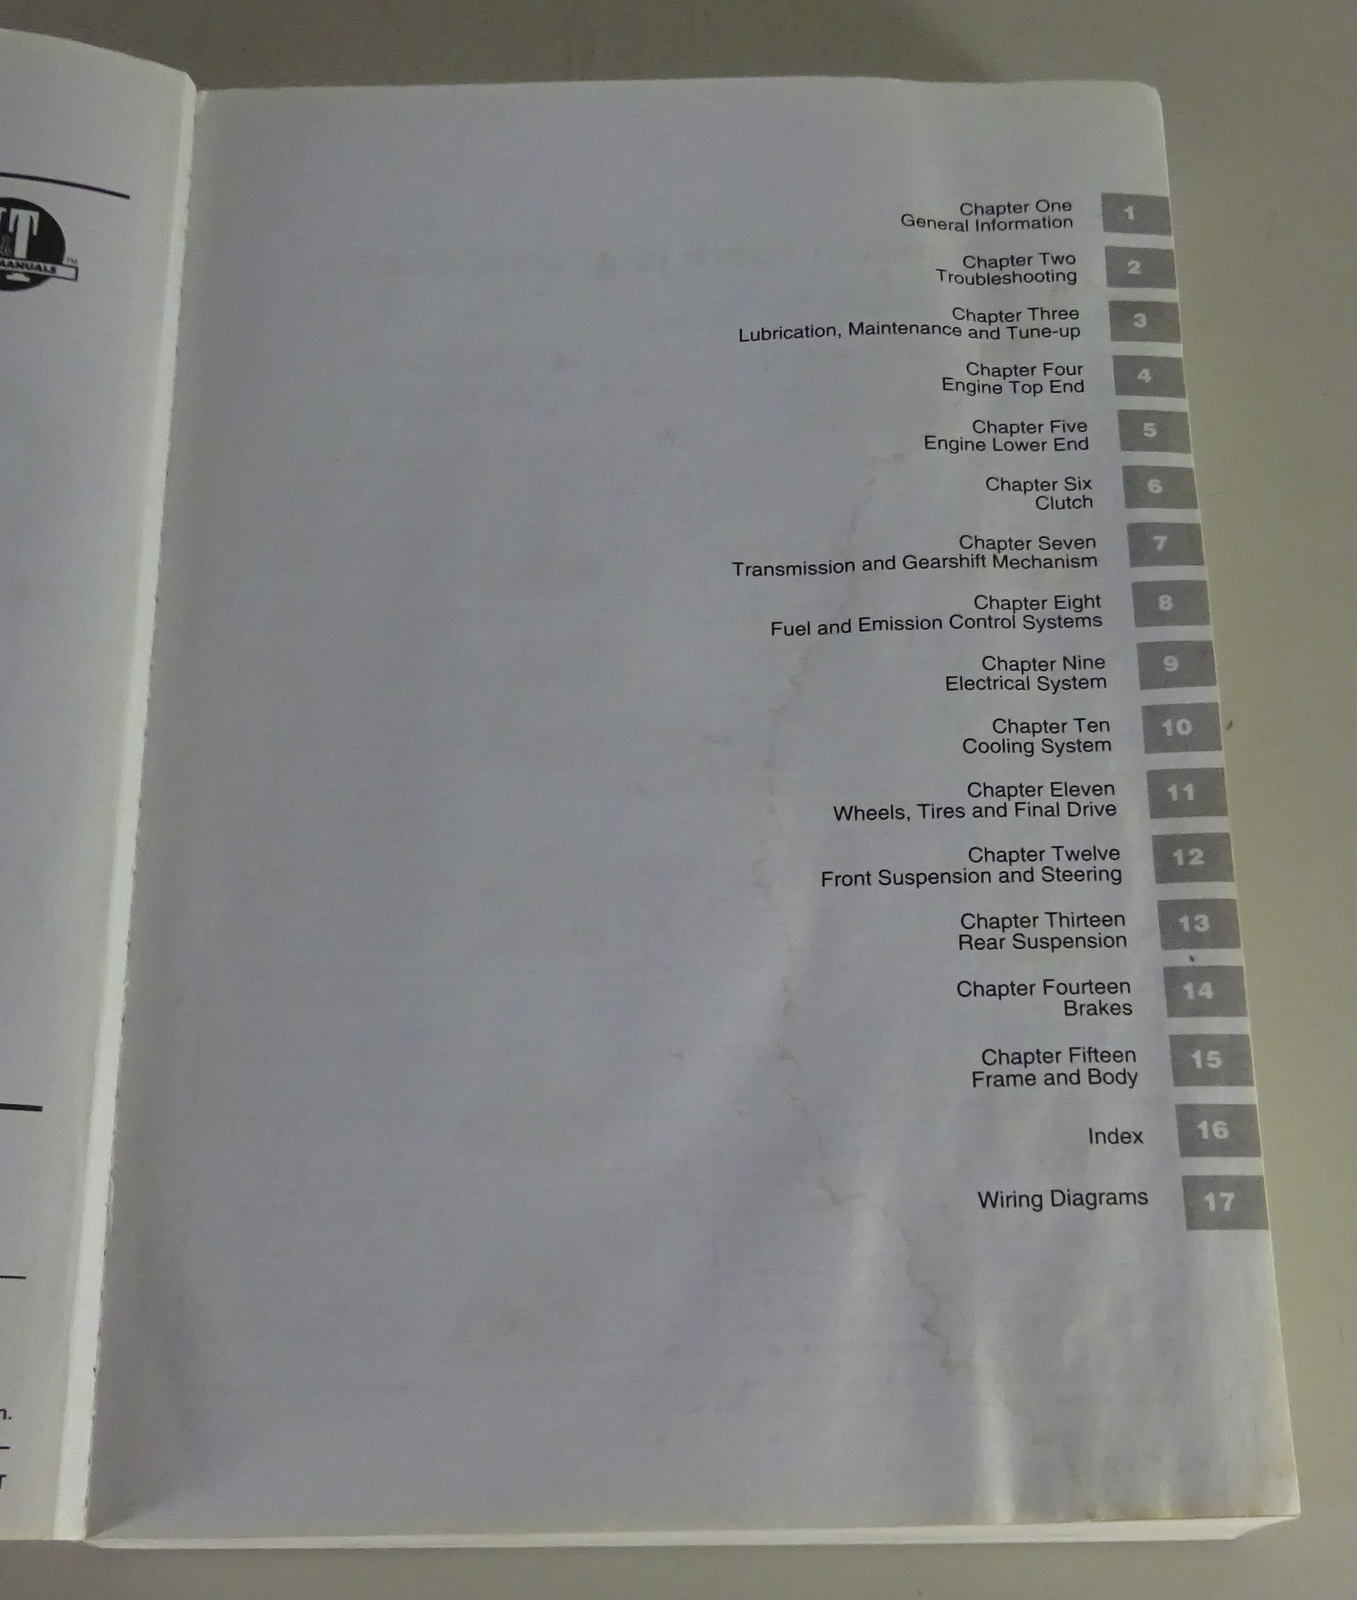 T
MANUALS
TM
n.
T
Chapter One
General Information
1
Chapter Two
Troubleshooting
2
Chapter Three
Lubrication, Maintenance and Tune-up
3
Chapter Four
Engine Top End
4
Chapter Five
Engine Lower End
5
Chapter Six
Clutch
6
Chapter Seven
Transmission and Gearshift Mechanism
7
Chapter Eight
Fuel and Emission Control Systems
8
Chapter Nine
Electrical System
9
Chapter Ten
Cooling System
10
Chapter Eleven
Wheels, Tires and Final Drive
11
Chapter Twelve
Front Suspension and Steering
12
Chapter Thirteen
Rear Suspension
13
Chapter Fourteen
Brakes
14
Chapter Fifteen
Frame and Body
15
Index
16
Wiring Diagrams
17